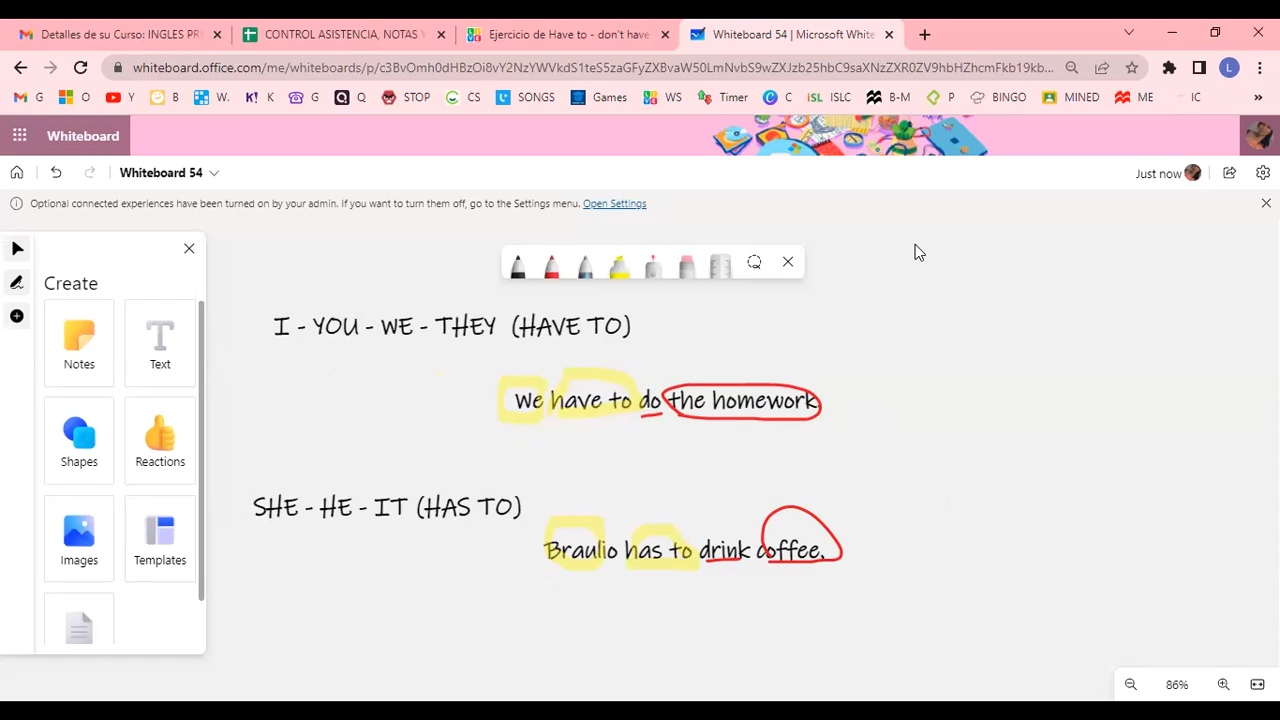 Detalles de su Curso: INGLES PR
CONTROL ASISTENCIA, NOTAS Y
Ejercicio de Have to - don't have
Whiteboard 54 | Microsoft White
whiteboard.office.com/me/whiteboards/p/c3BvOm0hdHBzOi8vY2NzYWVkdS1teS5zaGFyZXBvaW50LmNvbS9wZXJzb25hbC9saXNzZXR0ZV9hbHZhcmFkb19kb...
G O Y B W. K! G Q STOP CS SONGS Games WS Timer C ISL ISLC B-M P BINGO MINED ME IC »
Whiteboard
Whiteboard 54
Just now
Optional connected experiences have been turned on by your admin. If you want to turn them off, go to the Settings menu. Open Settings
Create
Notes
Text
Shapes
Reactions
Images
Templates
I - YOU - WE - THEY (HAVE TO)
We have to do the homework.
SHE - HE - IT (HAS TO)
Braulio has to drink coffee.
86%